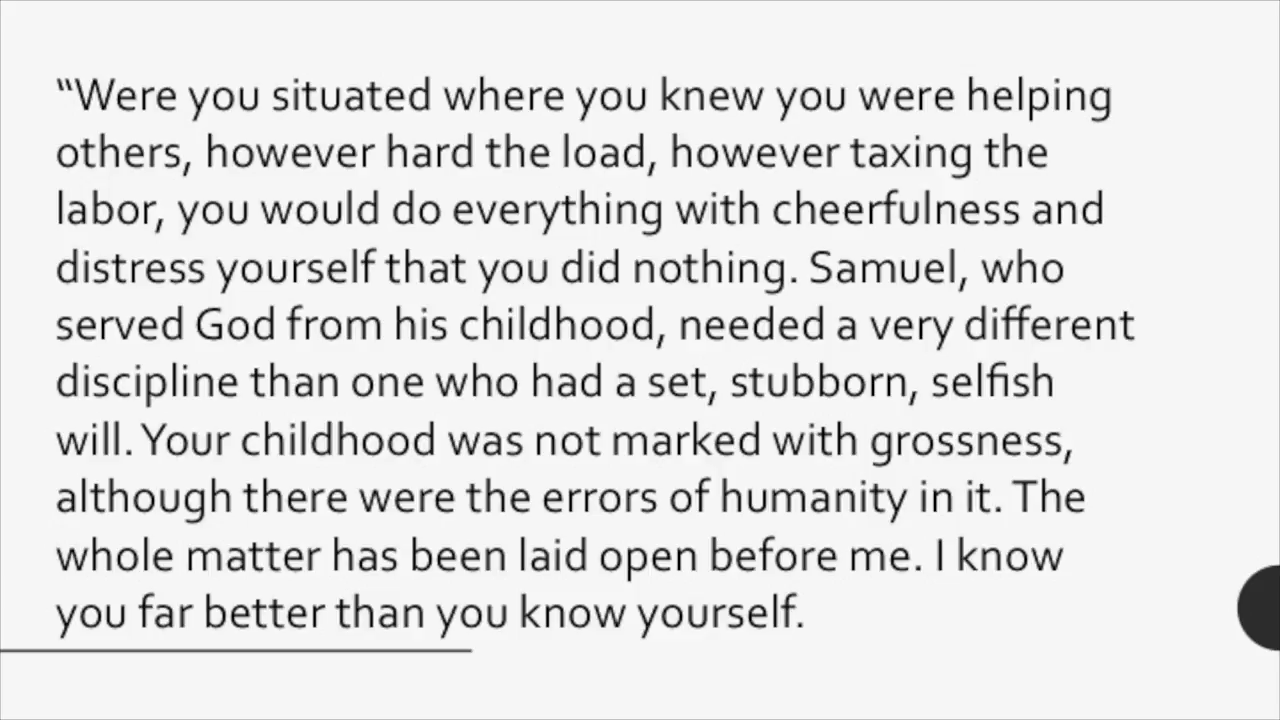 “Were you situated where you knew you were helping
others, however hard the load, however taxing the
labor, you would do everything with cheerfulness and
distress yourself that you did nothing. Samuel, who
served God from his childhood, needed a very different
discipline than one who had a set, stubborn, selfish
will. Your childhood was not marked with grossness,
although there were the errors of humanity in it. The
whole matter has been laid open before me. I know
you far better than you know yourself.